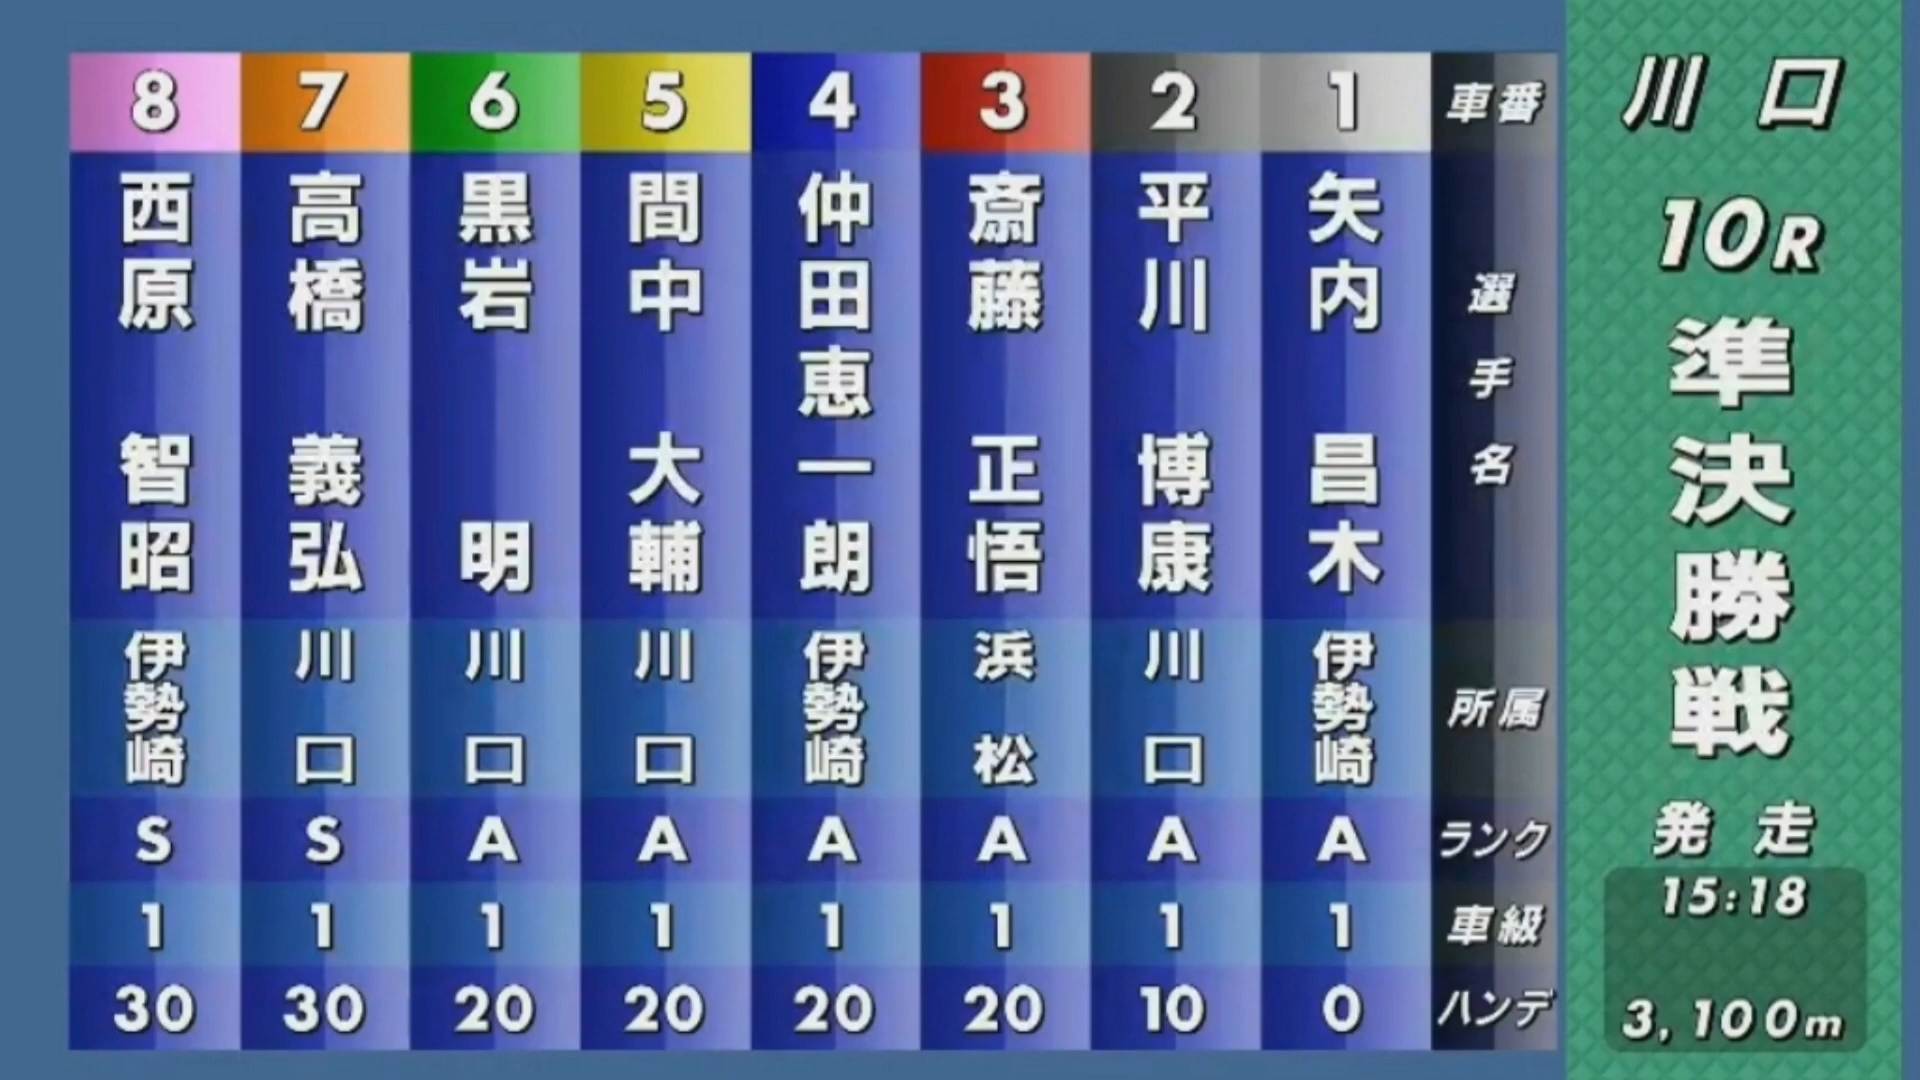 川口
10R
準決勝戦
発走
15:18
3,100m
車番
選手名
所属
ランク
車級
ハンデ
1
矢内 昌木
伊勢崎
A
1
0
2
平川 博康
川口
A
1
10
3
斎藤 正悟
浜松
A
1
20
4
仲田恵一朗
伊勢崎
A
1
20
5
間中 大輔
川口
A
1
20
6
黒岩 明
川口
A
1
20
7
高橋 義弘
川口
S
1
30
8
西原 智昭
伊勢崎
S
1
30